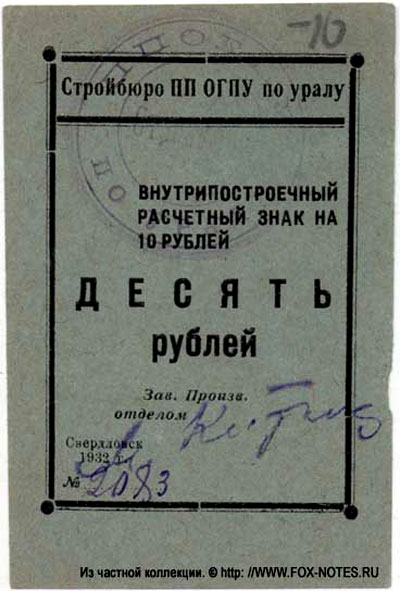 -10
Стройбюро ПП ОГПУ по уралу
ВНУТРИПОСТРОЕЧНЫЙ
РАСЧЕТНЫЙ ЗНАК НА
10 РУБЛЕЙ
ДЕСЯТЬ
рублей
Зав. Произв.
отделом
Свердловск
1932 г.
№ 2083
Из частной коллекции. © http://WWW.FOX-NOTES.RU